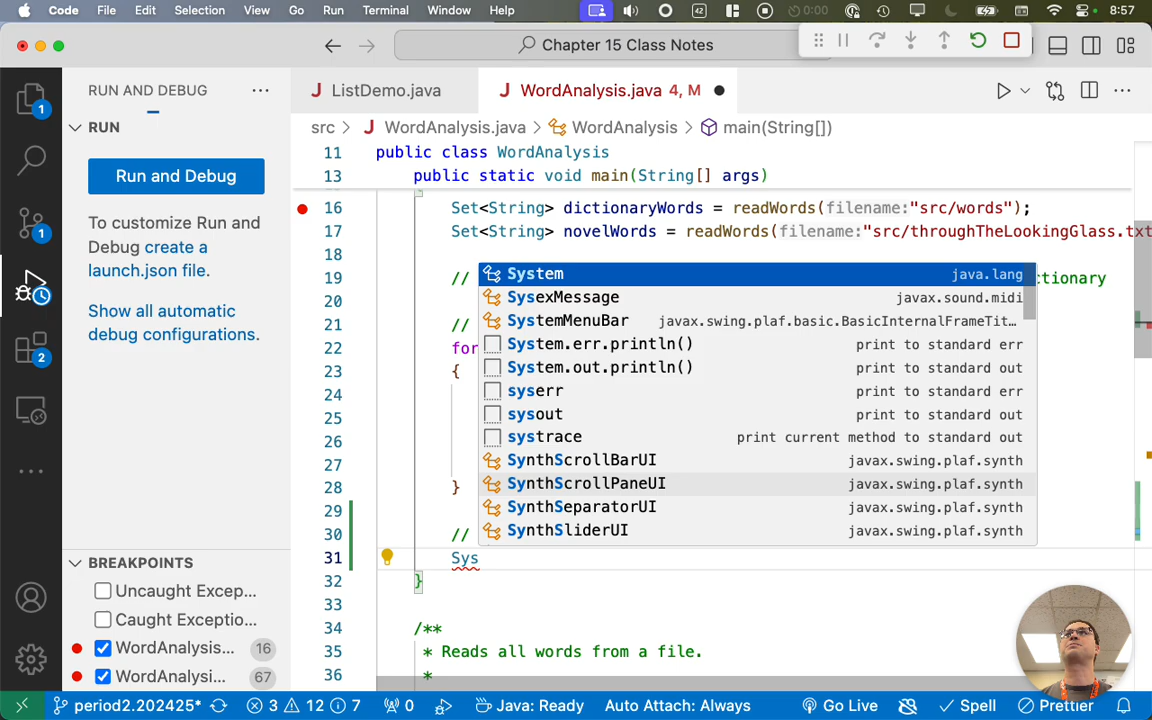 Code File Edit Selection View Go Run Terminal Window Help 42 0:00 8:57
Chapter 15 Class Notes
RUN AND DEBUG
ListDemo.java
WordAnalysis.java 4, M
src > WordAnalysis.java > WordAnalysis > main(String[])
RUN
Run and Debug
To customize Run and
Debug create a
launch.json file.
Show all automatic
debug configurations.
BREAKPOINTS
Uncaught Excep...
Caught Exceptio...
WordAnalysis... 16
WordAnalysi... 67
1
1
2
11 public class WordAnalysis
13 public static void main(String[] args)
16 Set<String> dictionaryWords = readWords(filename:"src/words");
17 Set<String> novelWords = readWords(filename:"src/throughTheLookingGlass.txt
18
19 // ctionary
20
21 //
22 for
23 {
24
25
26
27
28 }
29
30 //
31 Sys
32 }
33
34 /**
35 * Reads all words from a file.
36 *
System java.lang
SysexMessage javax.sound.midi
SystemMenuBar javax.swing.plaf.basic.BasicInternalFrameTit...
System.err.println() print to standard err
System.out.println() print to standard out
syserr print to standard err
sysout print to standard out
systrace print current method to standard out
SynthScrollBarUI javax.swing.plaf.synth
SynthScrollPaneUI javax.swing.plaf.synth
SynthSeparatorUI javax.swing.plaf.synth
SynthSliderUI javax.swing.plaf.synth
period2.202425* 3 12 7 0 Java: Ready Auto Attach: Always Go Live Spell Prettier